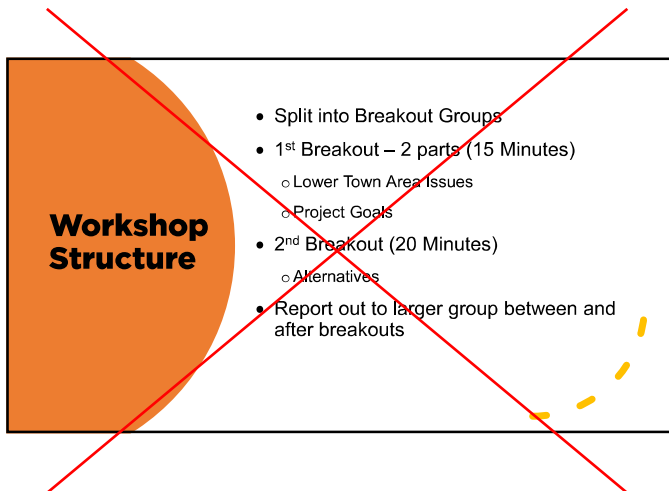 Workshop
Structure
• Split into Breakout Groups
• 1st Breakout – 2 parts (15 Minutes)
o Lower Town Area Issues
o Project Goals
• 2nd Breakout (20 Minutes)
o Alternatives
• Report out to larger group between and
after breakouts